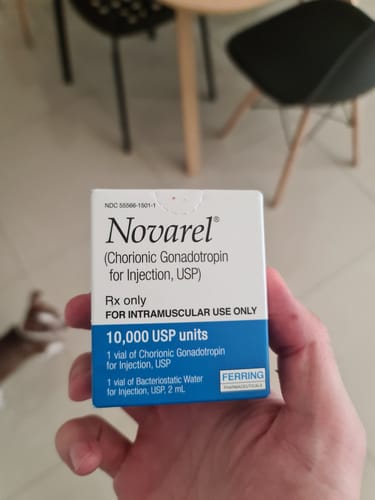 NDC 55566-1501-1
Novarel®
(Chorionic Gonadotropin
for Injection, USP)
Rx only
FOR INTRAMUSCULAR USE ONLY
10,000 USP units
1 vial of Chorionic Gonadotropin
for Injection, USP
1 vial of Bacteriostatic Water
for Injection, USP, 2 mL
FERRING
PHARMACEUTICALS